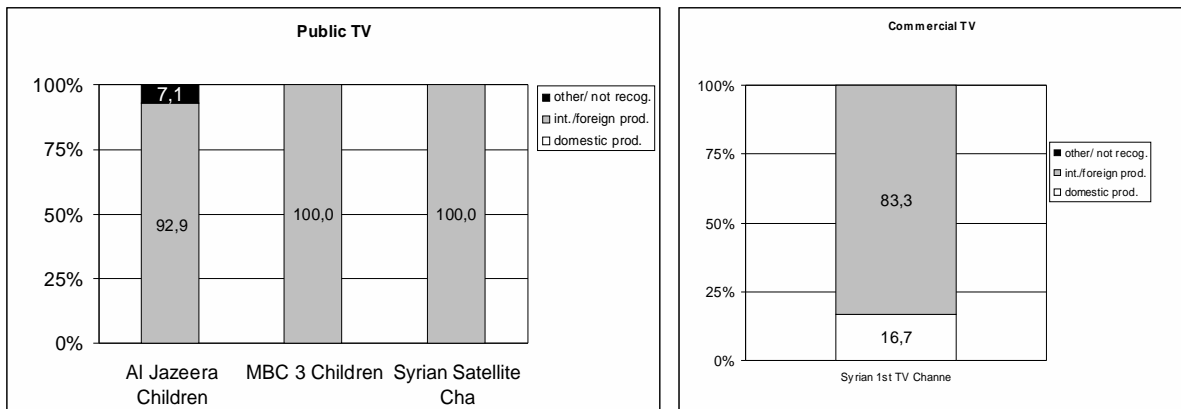 Public TV
100%
75%
50%
25%
0%
7,1
92,9
100,0
100,0
Al Jazeera
Children
MBC 3 Children
Syrian Satellite
Cha
other/ not recog.
int./foreign prod.
domestic prod.
Commercial TV
100%
75%
50%
25%
0%
83,3
16,7
Syrian 1st TV Channe
other/ not recog.
int./foreign prod.
domestic prod.